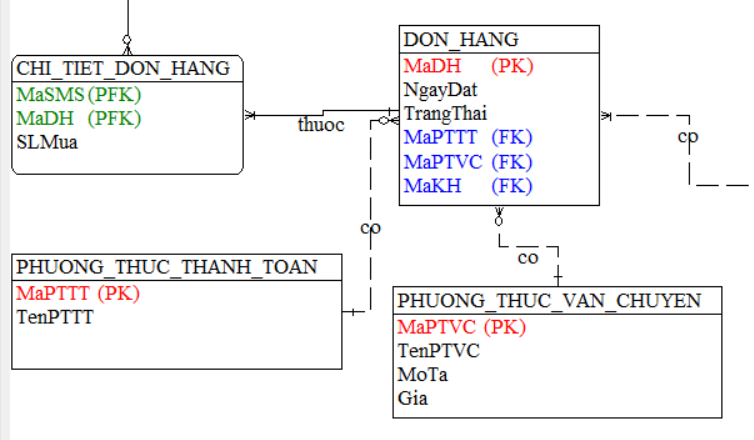 CHI_TIET_DON_HANG
MaSMS (PFK)
MaDH (PFK)
SLMua
thuoc
DON_HANG
MaDH (PK)
NgayDat
TrangThai
MaPTTT (FK)
MaPTVC (FK)
MaKH (FK)
co
co
co
PHUONG_THUC_THANH_TOAN
MaPTTT (PK)
TenPTTT
PHUONG_THUC_VAN_CHUYEN
MaPTVC (PK)
TenPTVC
MoTa
Gia